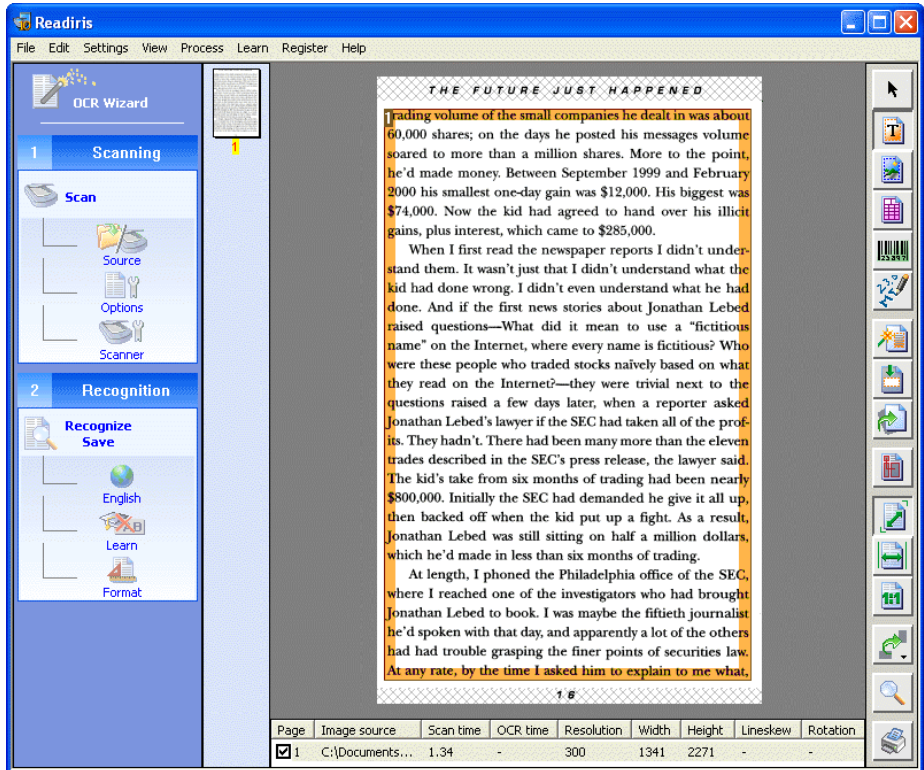 Readiris
File Edit Settings View Process Learn Register Help
OCR Wizard
1 Scanning
Scan
Source
Options
Scanner
2 Recognition
Recognize
Save
English
Learn
Format
1
THE FUTURE JUST HAPPENED
1
trading volume of the small companies he dealt in was about
60,000 shares; on the days he posted his messages volume
soared to more than a million shares. More to the point,
he'd made money. Between September 1999 and February
2000 his smallest one-day gain was $12,000. His biggest was
$74,000. Now the kid had agreed to hand over his illicit
gains, plus interest, which came to $285,000.
When I first read the newspaper reports I didn't under-
stand them. It wasn't just that I didn't understand what the
kid had done wrong. I didn't even understand what he had
done. And if the first news stories about Jonathan Lebed
raised questions—What did it mean to use a “fictitious
name” on the Internet, where every name is fictitious? Who
were these people who traded stocks naïvely based on what
they read on the Internet?—they were trivial next to the
questions raised a few days later, when a reporter asked
Jonathan Lebed's lawyer if the SEC had taken all of the prof-
its. They hadn't. There had been many more than the eleven
trades described in the SEC's press release, the lawyer said.
The kid's take from six months of trading had been nearly
$800,000. Initially the SEC had demanded he give it all up,
then backed off when the kid put up a fight. As a result,
Jonathan Lebed was still sitting on half a million dollars,
which he'd made in less than six months of trading.
At length, I phoned the Philadelphia office of the SEC,
where I reached one of the investigators who had brought
Jonathan Lebed to book. I was maybe the fiftieth journalist
he'd spoken with that day, and apparently a lot of the others
had had trouble grasping the finer points of securities law.
At any rate, by the time I asked him to explain to me what,
16
T
23897
1:1
Page Image source Scan time OCR time Resolution Width Height Lineskew Rotation
1 C:\Documents... 1.34 - 300 1341 2271 - -